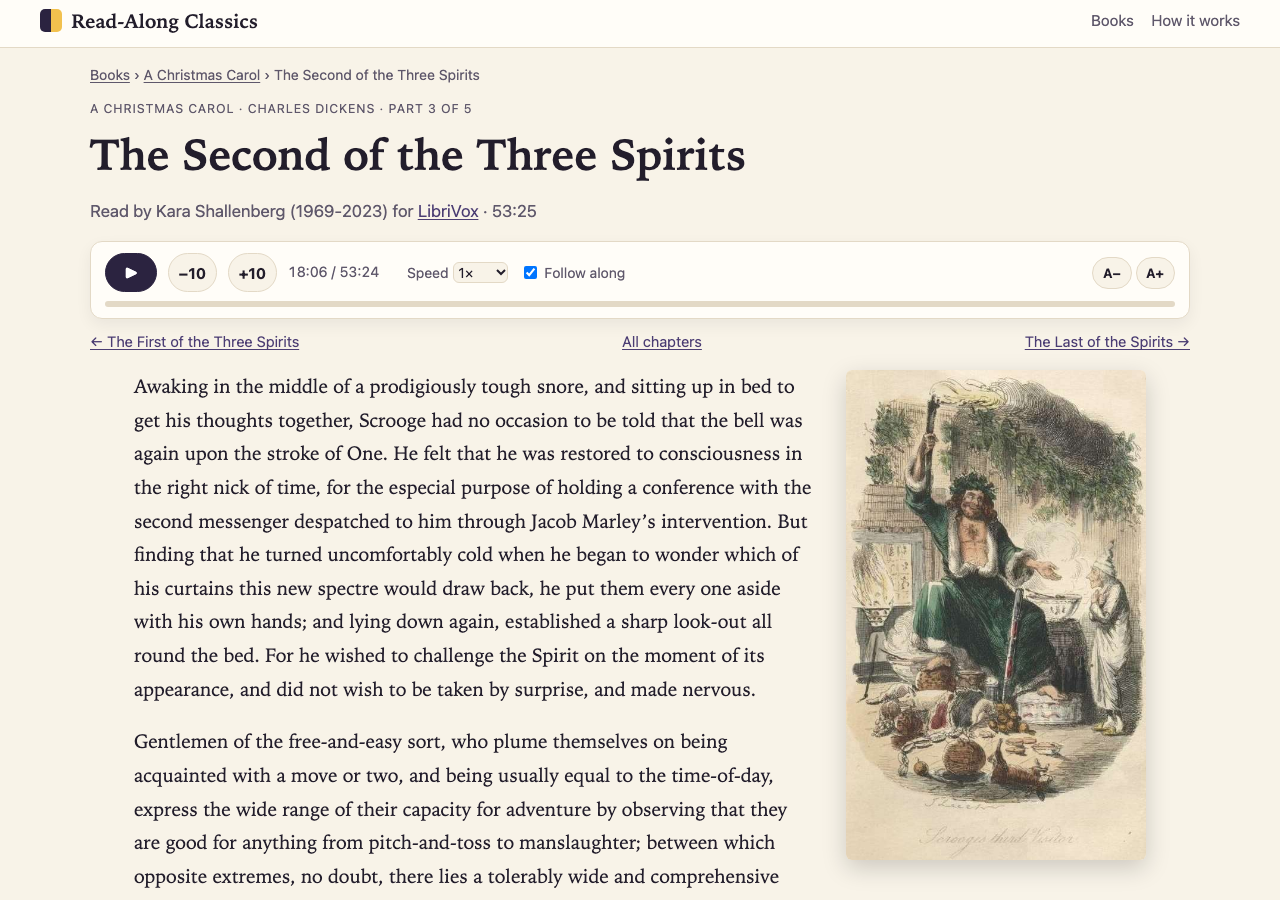 Read-Along Classics
Books
How it works
Books › A Christmas Carol › The Second of the Three Spirits
A CHRISTMAS CAROL · CHARLES DICKENS · PART 3 OF 5
The Second of the Three Spirits
Read by Kara Shallenberg (1969-2023) for LibriVox · 53:25
−10
+10
18:06 / 53:24
Speed
1×
Follow along
A−
A+
← The First of the Three Spirits
All chapters
The Last of the Spirits →
Awaking in the middle of a prodigiously tough snore, and sitting up in bed to
get his thoughts together, Scrooge had no occasion to be told that the bell was
again upon the stroke of One. He felt that he was restored to consciousness in
the right nick of time, for the especial purpose of holding a conference with the
second messenger despatched to him through Jacob Marley’s intervention. But
finding that he turned uncomfortably cold when he began to wonder which of
his curtains this new spectre would draw back, he put them every one aside
with his own hands; and lying down again, established a sharp look-out all
round the bed. For he wished to challenge the Spirit on the moment of its
appearance, and did not wish to be taken by surprise, and made nervous.
Gentlemen of the free-and-easy sort, who plume themselves on being
acquainted with a move or two, and being usually equal to the time-of-day,
express the wide range of their capacity for adventure by observing that they
are good for anything from pitch-and-toss to manslaughter; between which
opposite extremes, no doubt, there lies a tolerably wide and comprehensive
Scrooges third Visitor